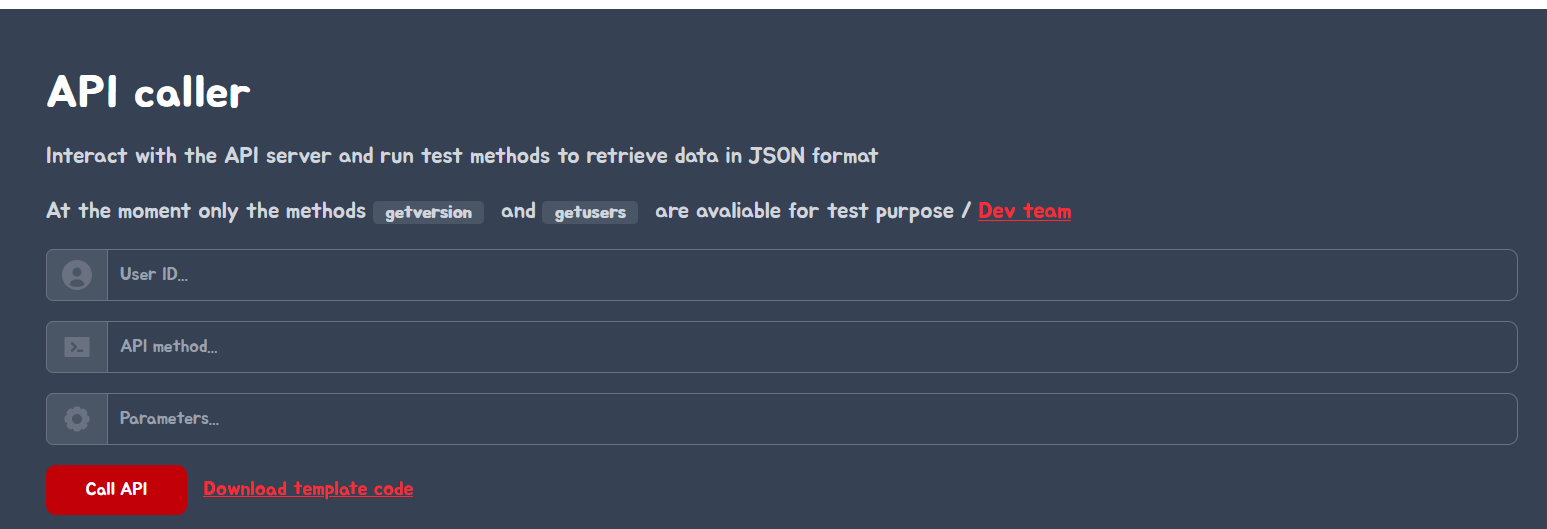 API caller
Interact with the API server and run test methods to retrieve data in JSON format
At the moment only the methods getversion and getusers are avaliable for test purpose / Dev team
User ID...
API method...
Parameters...
Call API Download template code